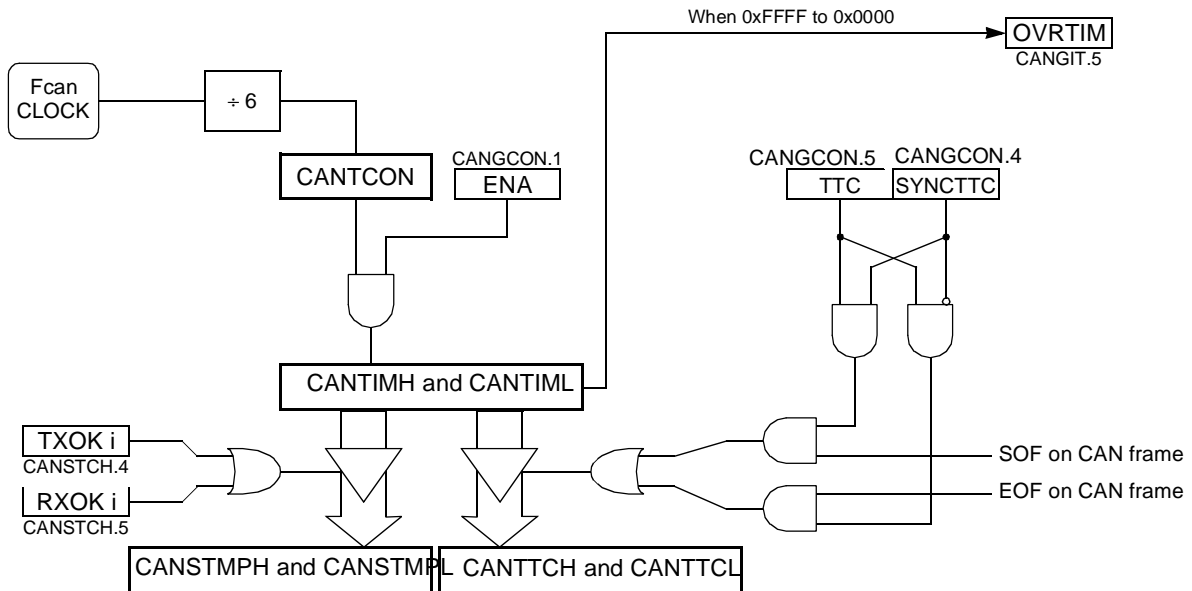 When 0xFFFF to 0x0000
OVRTIM
CANGIT.5
Fcan
CLOCK
÷ 6
CANTCON
CANGCON.1
ENA
CANGCON.5
CANGCON.4
TTC
SYNCTTC
CANTIMH and CANTIML
TXOK i
CANSTCH.4
RXOK i
CANSTCH.5
SOF on CAN frame
EOF on CAN frame
CANSTMPH and CANSTMPL
CANTTCH and CANTTCL